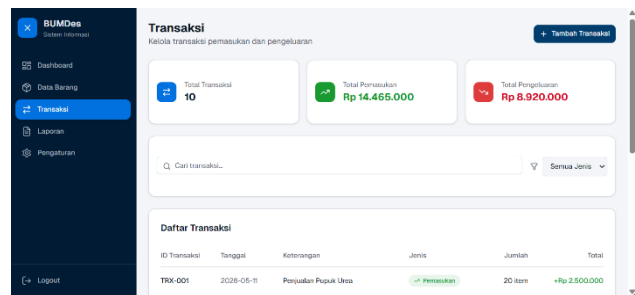 BUMDes
Sistem Informasi
Dashboard
Data Barang
Transaksi
Laporan
Pengaturan
Logout
Transaksi
Kelola transaksi pemasukan dan pengeluaran
+ Tambah Transaksi
Total Transaksi
10
Total Pemasukan
Rp 14.465.000
Total Pengeluaran
Rp 8.920.000
Cari transaksi...
Semua Jenis
Daftar Transaksi
ID Transaksi Tanggal Keterangan Jenis Jumlah Total
TRX-001 2026-05-11 Penjualan Pupuk Urea Pemasukan 20 item +Rp 2.500.000